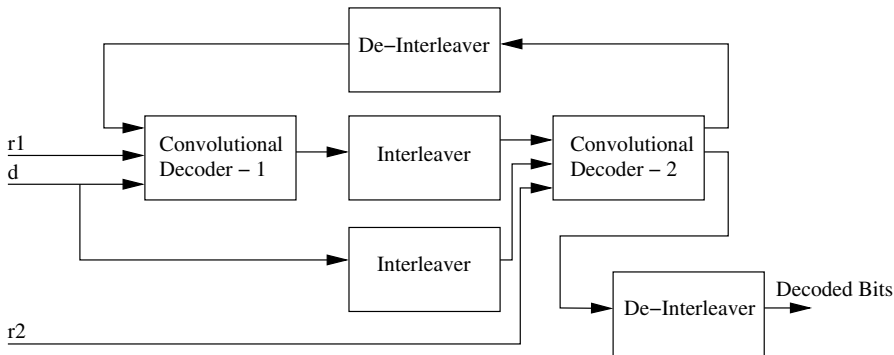 De−Interleaver
r1
d
Convolutional
Decoder − 1
Interleaver
Convolutional
Decoder − 2
Interleaver
r2
De−Interleaver
Decoded Bits